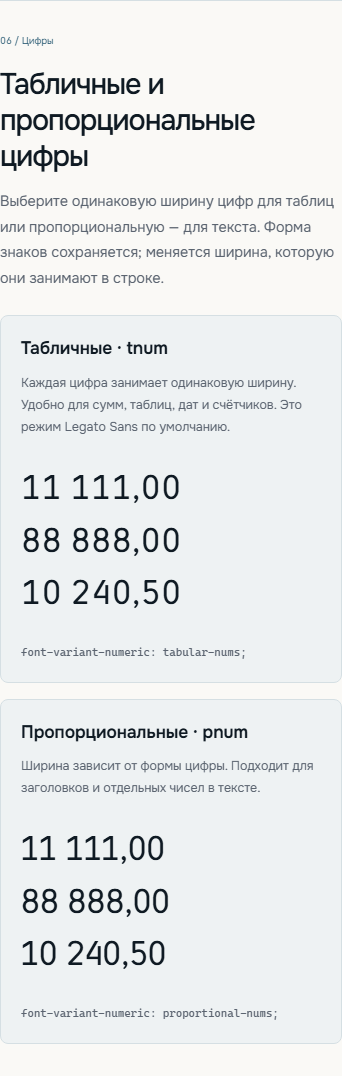 06 / Цифры
Табличные и
пропорциональные
цифры
Выберите одинаковую ширину цифр для таблиц
или пропорциональную — для текста. Форма
знаков сохраняется; меняется ширина, которую
они занимают в строке.
Табличные · tnum
Каждая цифра занимает одинаковую ширину.
Удобно для сумм, таблиц, дат и счётчиков. Это
режим Legato Sans по умолчанию.
11 111,00
88 888,00
10 240,50
font-variant-numeric: tabular-nums;
Пропорциональные · pnum
Ширина зависит от формы цифры. Подходит для
заголовков и отдельных чисел в тексте.
11 111,00
88 888,00
10 240,50
font-variant-numeric: proportional-nums;